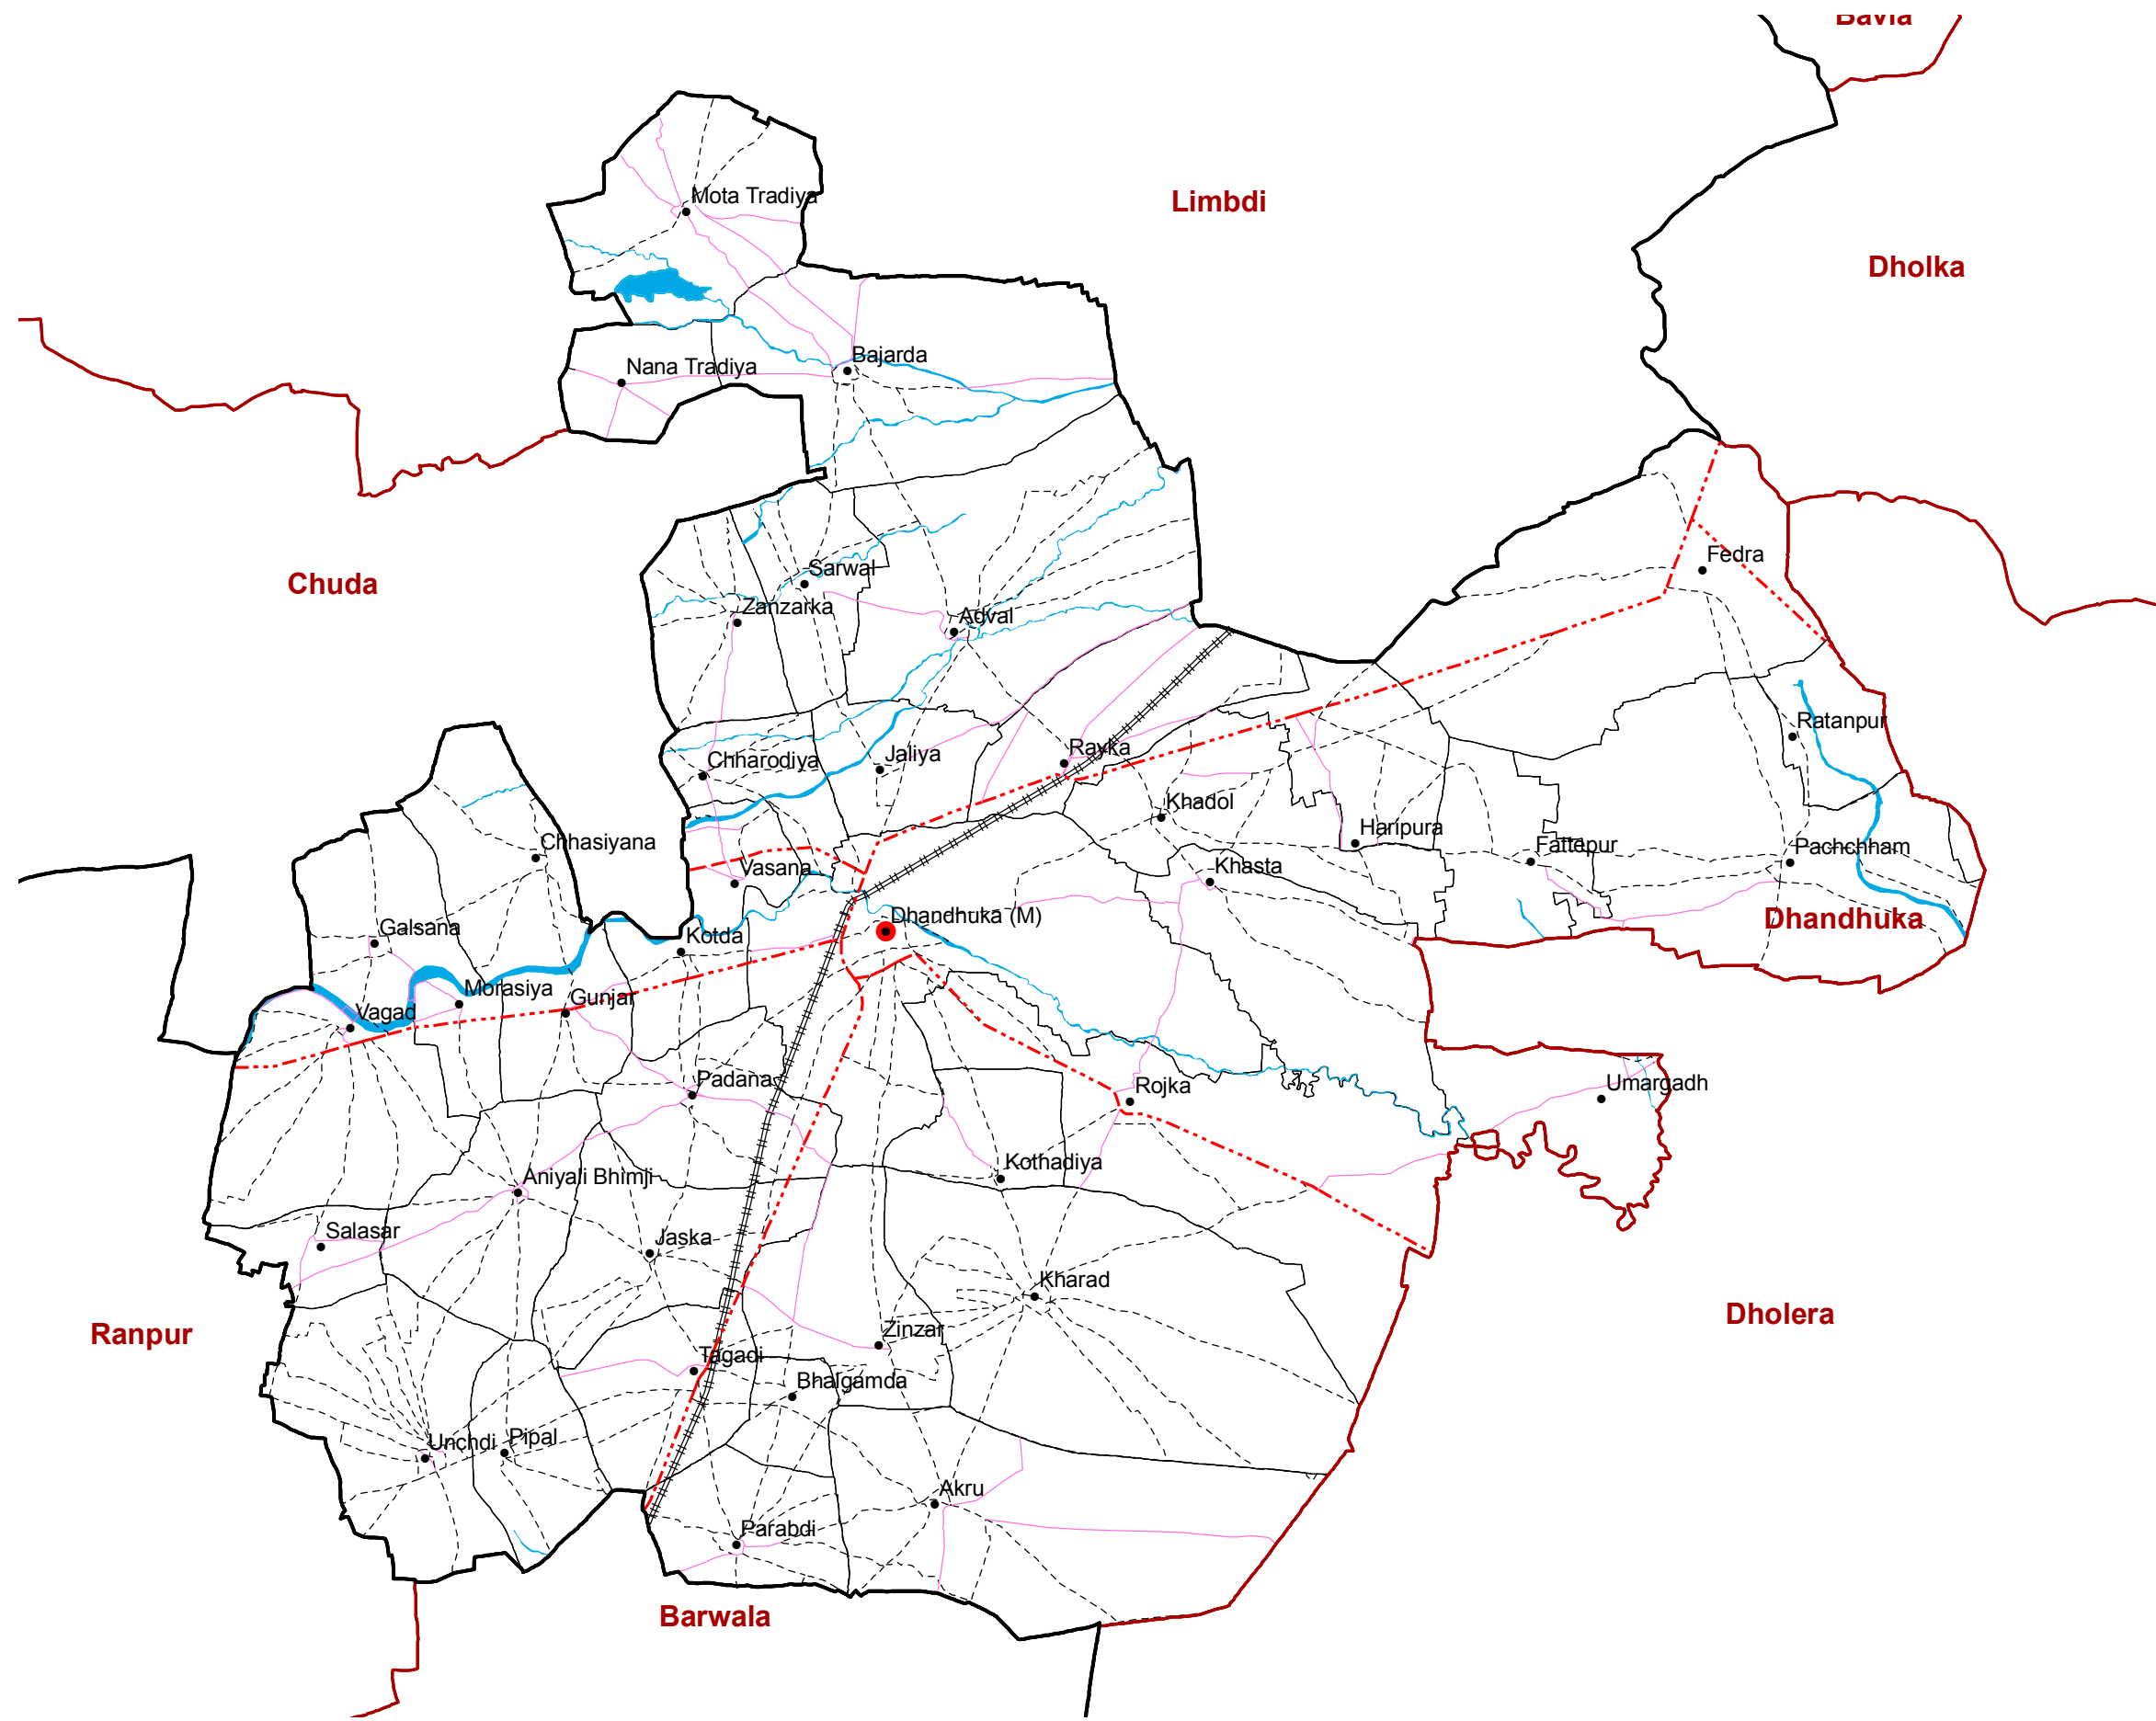 Bavla
Mota Tradiya
Limbdi
Dholka
Bajarda
Nana Tradiya
Fedra
Sarwal
Chuda
Zanzarka
Adval
Ratanpur
Rayka
Jaliya
Chharodiya
Khadol
Haripura
Chhasiyana
Fattepur
Pachchham
Vasana
Khasta
Dhandhuka (M)
Dhandhuka
Galsana
Kotda
Morasiya
Gunjar
Vagad
Padana
Rojka
Umargadh
Kothadiya
Aniyali Bhimji
Salasar
Jaska
Kharad
Dholera
Ranpur
Zinzar
Tagadi
Bhalgamda
Unchdi
Pipal
Akru
Parabdi
Barwala